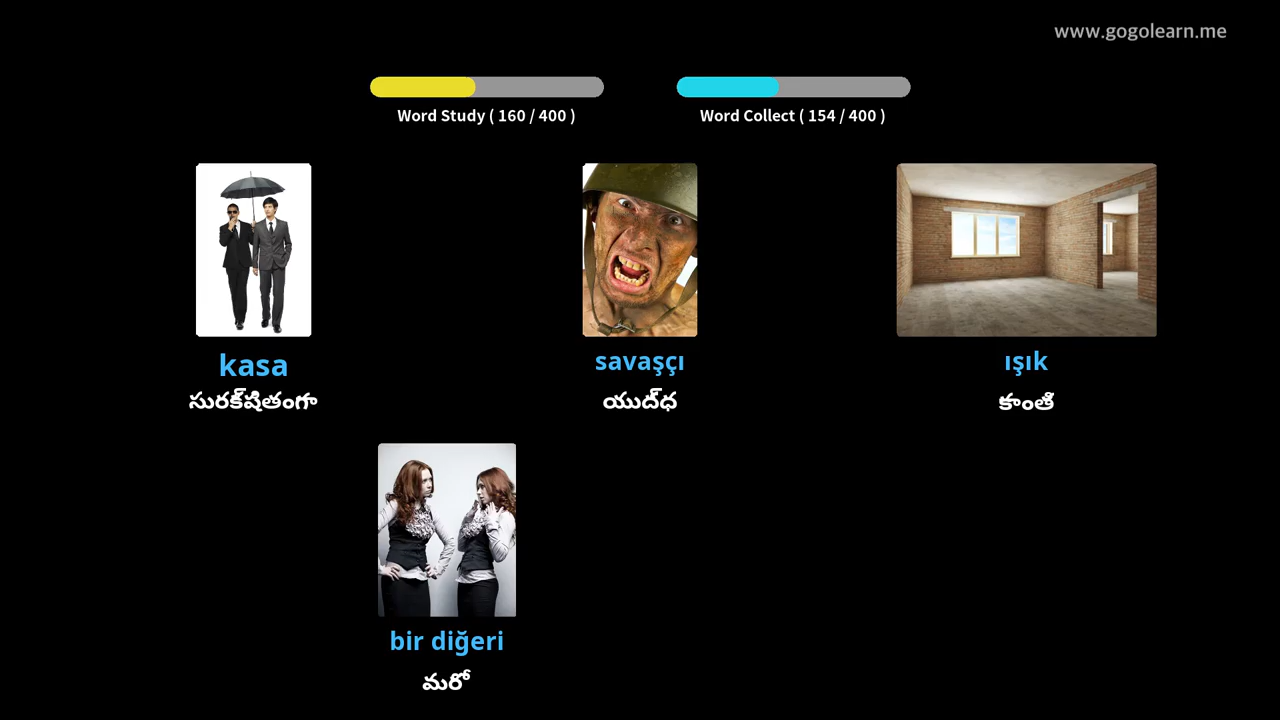 www.gogolearn.me
Word Study ( 160 / 400 )
Word Collect ( 154 / 400 )
kasa
savaşçı
ışık
సురక్షితంగా
యుద్ధ
కాంతి
bir diğeri
మరో